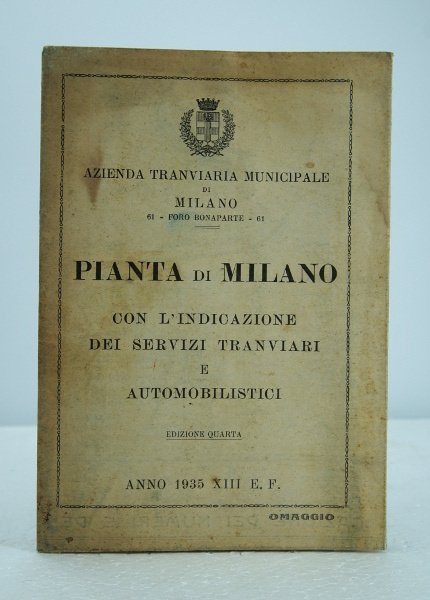 AZIENDA TRANVIARIA MUNICIPALE
DI
MILANO
61 - FORO BONAPARTE - 61
PIANTA DI MILANO
CON L'INDICAZIONE
DEI SERVIZI TRANVIARI
E
AUTOMOBILISTICI
EDIZIONE QUARTA
ANNO 1935 XIII E. F.
OMAGGIO